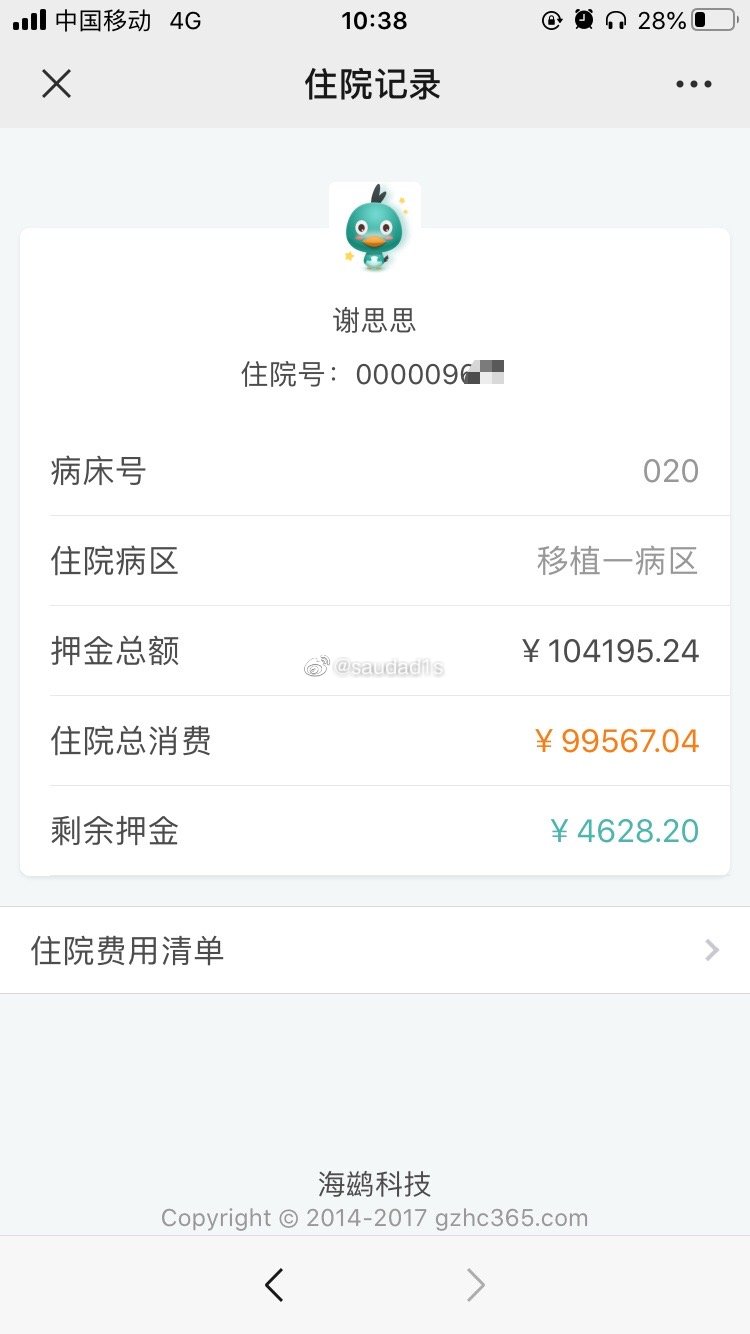 中国移动 4G 10:38 28%
住院记录
谢思思
住院号：0000096
病床号 020
住院病区 移植一病区
押金总额 ¥104195.24
@saudad1s
住院总消费 ¥99567.04
剩余押金 ¥4628.20
住院费用清单
海鹚科技
Copyright © 2014-2017 gzhc365.com